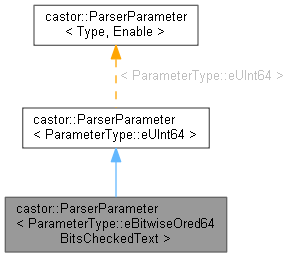 castor::ParserParameter
< Type, Enable >
< ParameterType::eUInt64 >
castor::ParserParameter
< ParameterType::eUInt64 >
castor::ParserParameter
< ParameterType::eBitwiseOred64
BitsCheckedText >